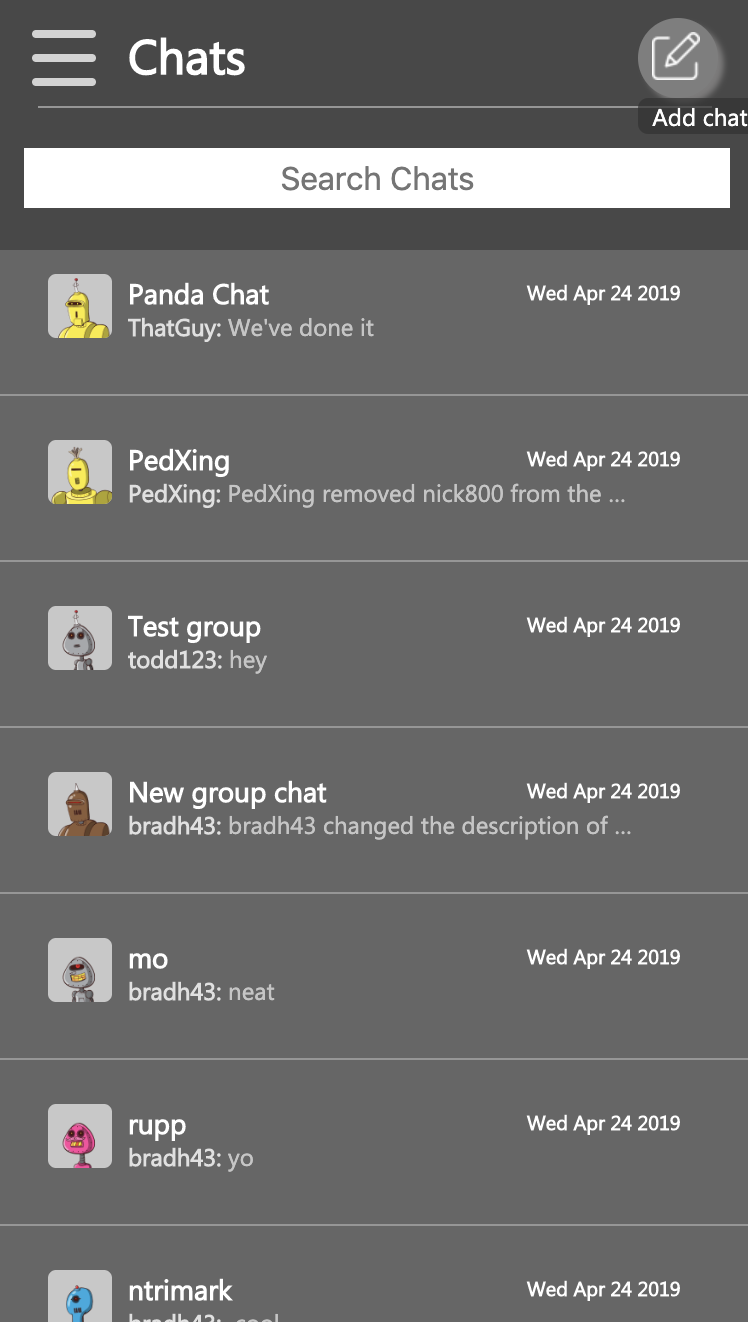 Chats
Add chat
Search Chats
Panda Chat
Wed Apr 24 2019
ThatGuy: We've done it
PedXing
Wed Apr 24 2019
PedXing: PedXing removed nick800 from the ...
Test group
Wed Apr 24 2019
todd123: hey
New group chat
Wed Apr 24 2019
bradh43: bradh43 changed the description of ...
mo
Wed Apr 24 2019
bradh43: neat
rupp
Wed Apr 24 2019
bradh43: yo
ntrimark
Wed Apr 24 2019
bradh43: cool